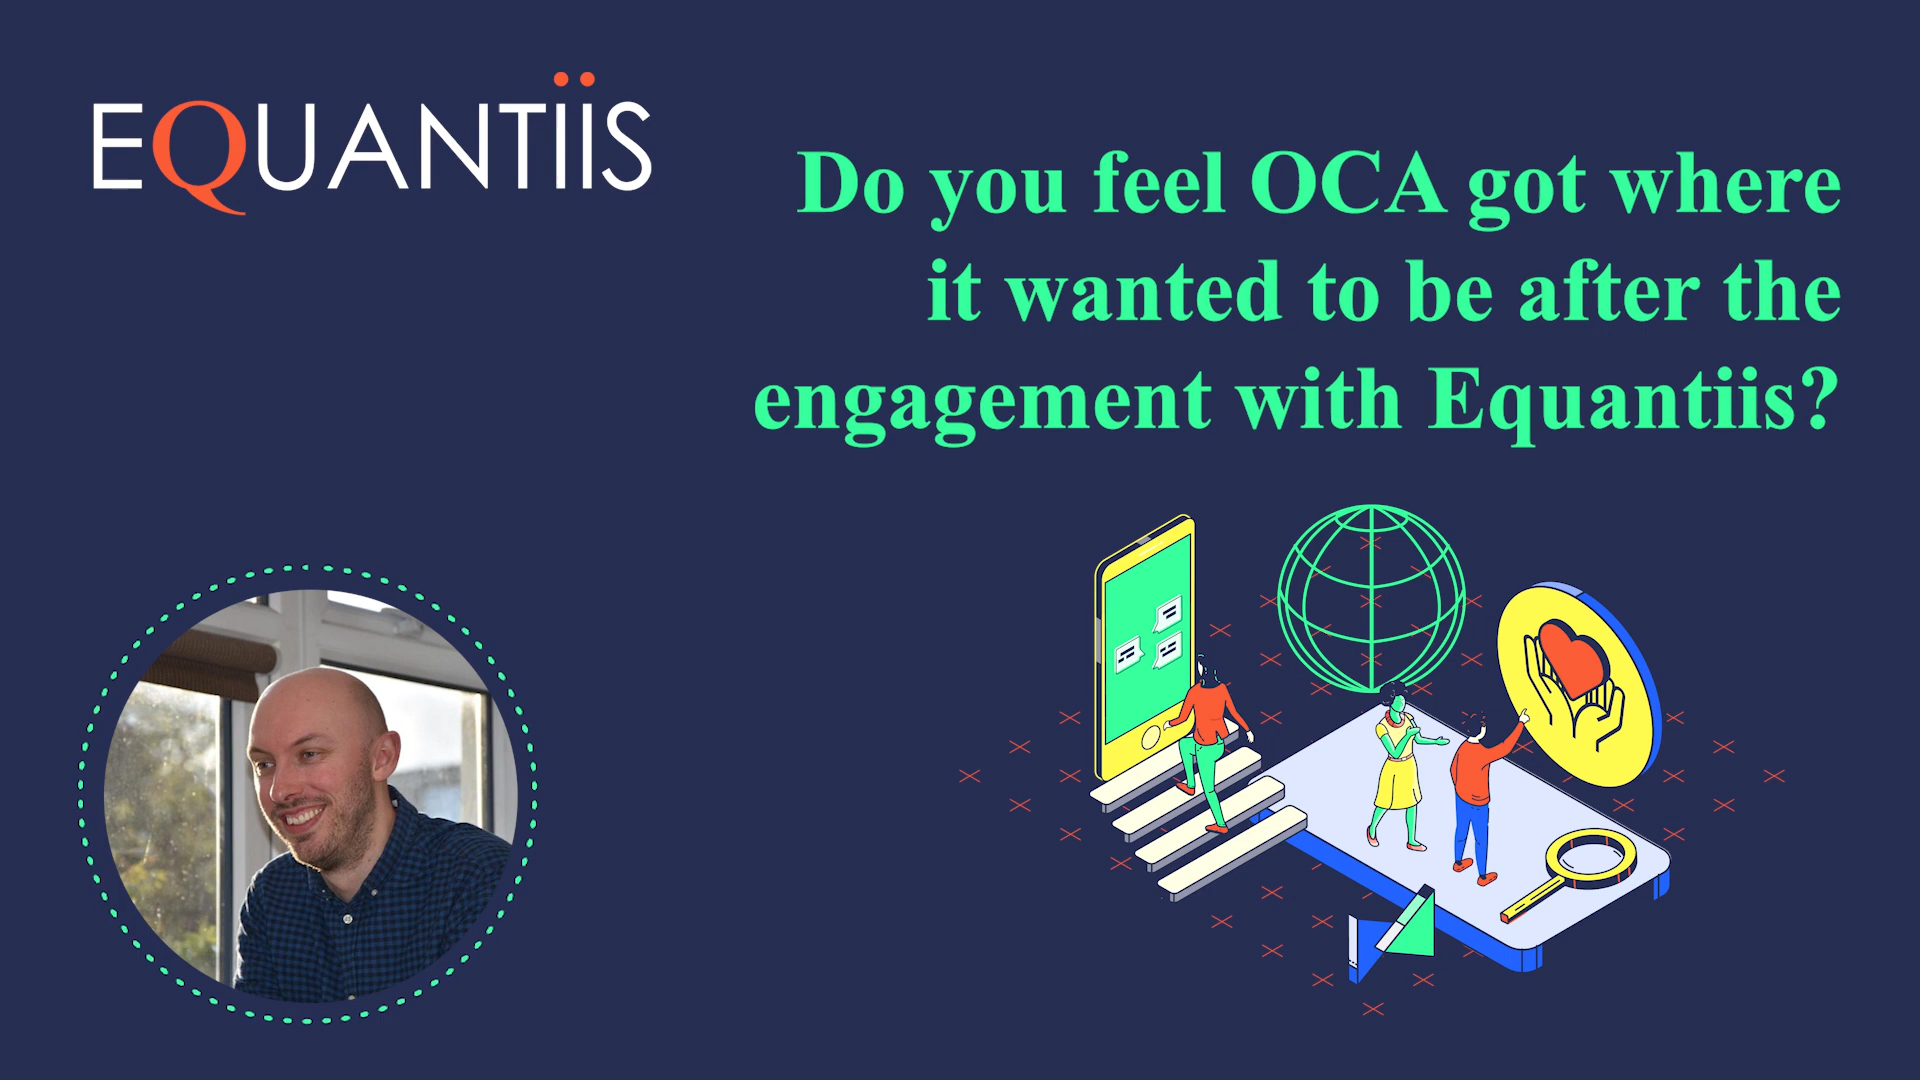 EQUANTIIS
Do you feel OCA got where
it wanted to be after the
engagement with Equantiis?